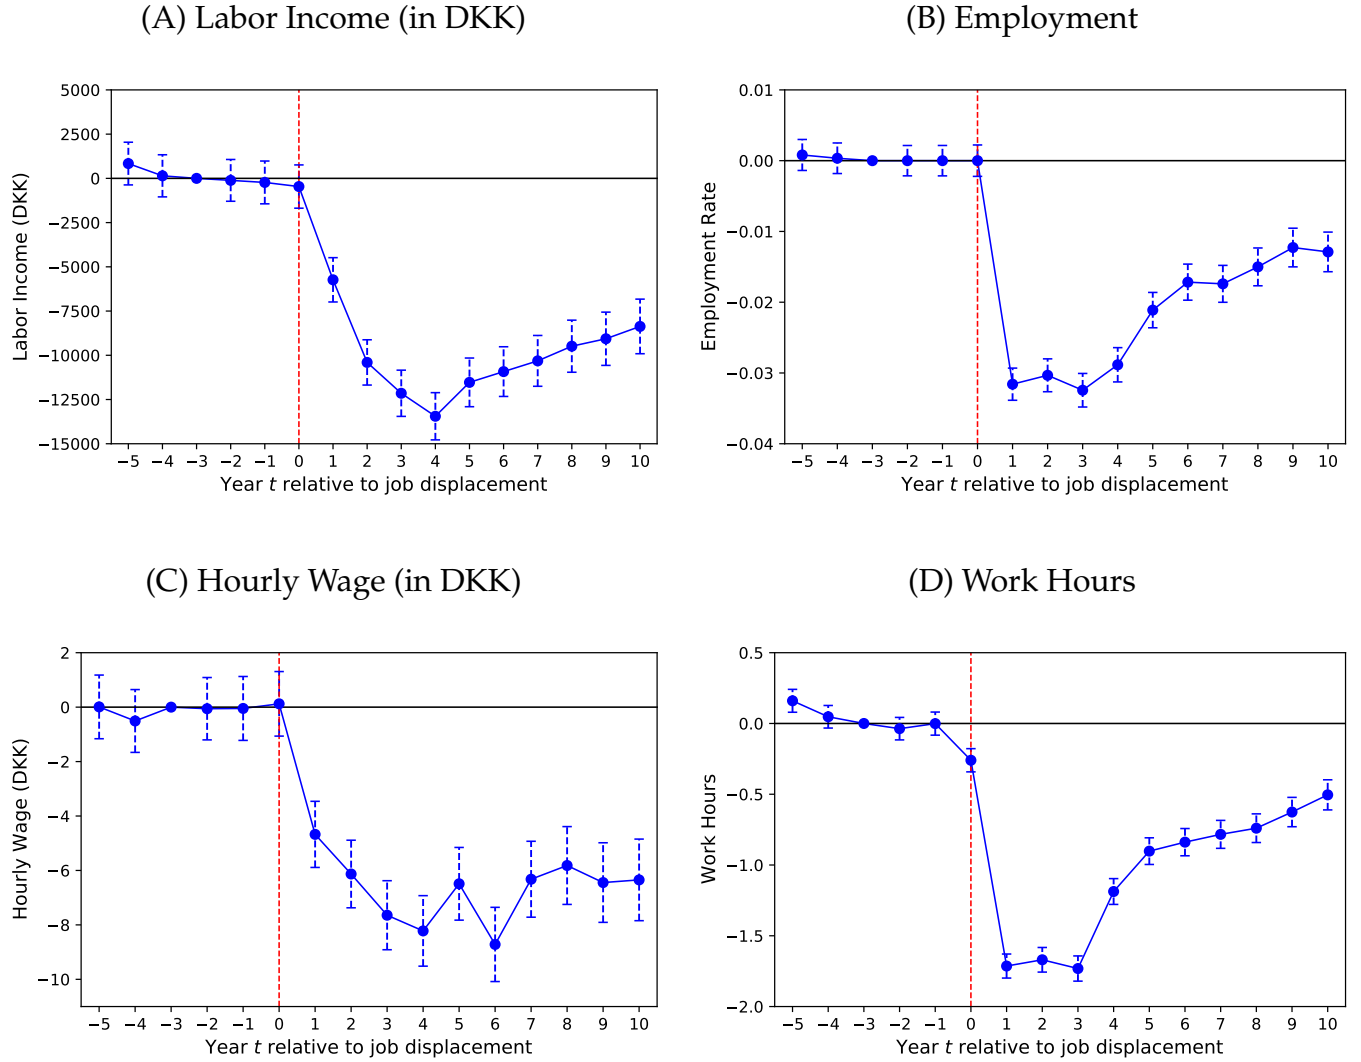 (A) Labor Income (in DKK)
(B) Employment
5000
2500
0
−2500
−5000
−7500
−10000
−12500
−15000
Labor Income (DKK)
−5 −4 −3 −2 −1 0 1 2 3 4 5 6 7 8 9 10
Year t relative to job displacement
0.01
0.00
−0.01
−0.02
−0.03
−0.04
Employment Rate
−5 −4 −3 −2 −1 0 1 2 3 4 5 6 7 8 9 10
Year t relative to job displacement
(C) Hourly Wage (in DKK)
(D) Work Hours
2
0
−2
−4
−6
−8
−10
Hourly Wage (DKK)
−5 −4 −3 −2 −1 0 1 2 3 4 5 6 7 8 9 10
Year t relative to job displacement
0.5
0.0
−0.5
−1.0
−1.5
−2.0
Work Hours
−5 −4 −3 −2 −1 0 1 2 3 4 5 6 7 8 9 10
Year t relative to job displacement